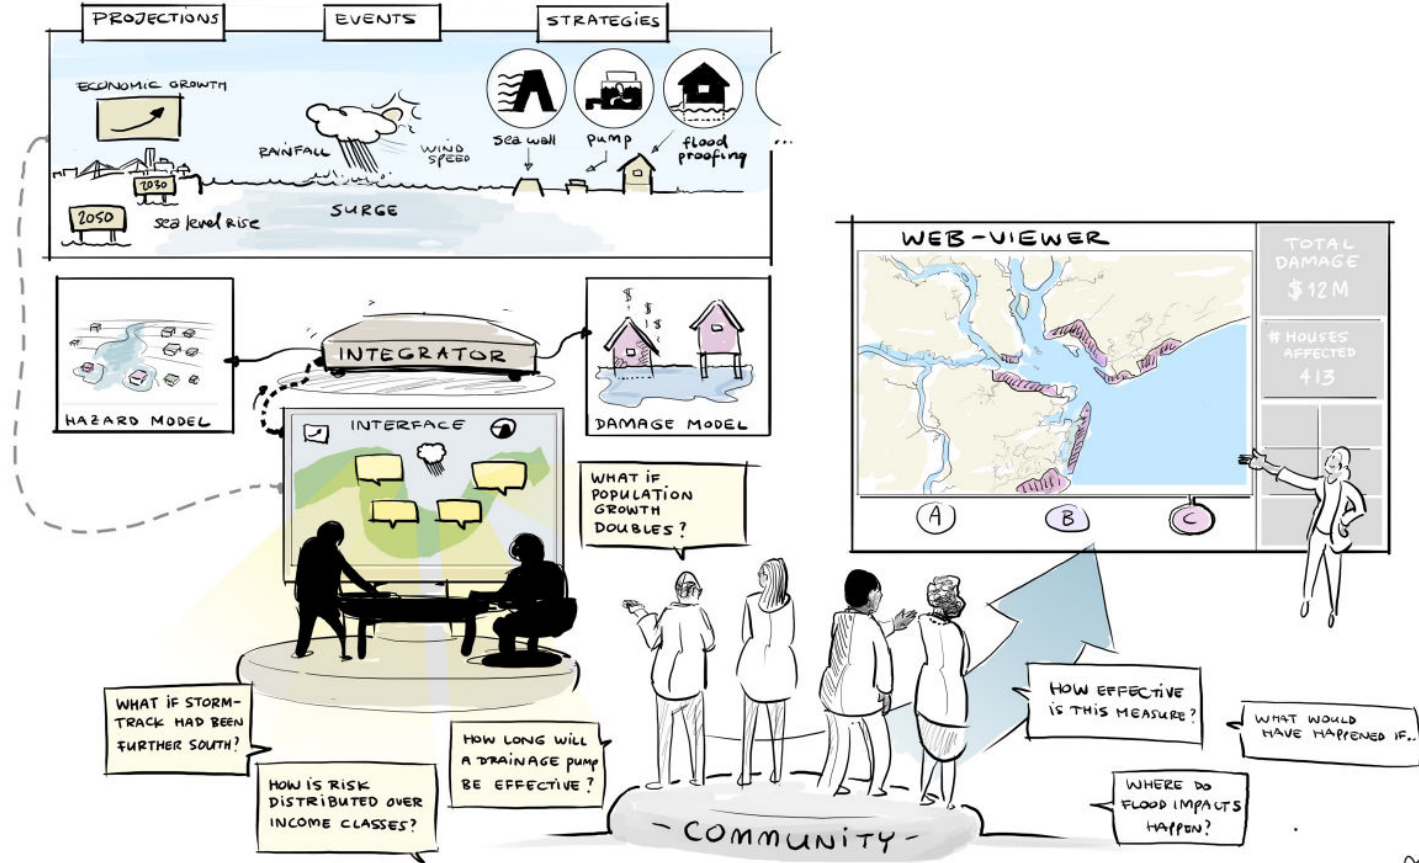 PROJECTIONS
EVENTS
STRATEGIES
ECONOMIC GROWTH
RAINFALL
WIND
SPEED
sea wall
pump
flood
proofing
...
2030
2050
sea level rise
SURGE
HAZARD MODEL
INTEGRATOR
DAMAGE MODEL
$
$
$
$
INTERFACE
WEB-VIEWER
TOTAL
DAMAGE
$12M
# HOUSES
AFFECTED
413
A
B
C
WHAT IF
POPULATION
GROWTH
DOUBLES?
WHAT IF STORM-
TRACK HAD BEEN
FURTHER SOUTH?
HOW IS RISK
DISTRIBUTED OVER
INCOME CLASSES?
HOW LONG WILL
A DRAINAGE PUMP
BE EFFECTIVE?
HOW EFFECTIVE
IS THIS MEASURE?
WHAT WOULD
HAVE HAPPENED IF..
WHERE DO
FLOOD IMPACTS
HAPPEN?
- COMMUNITY -